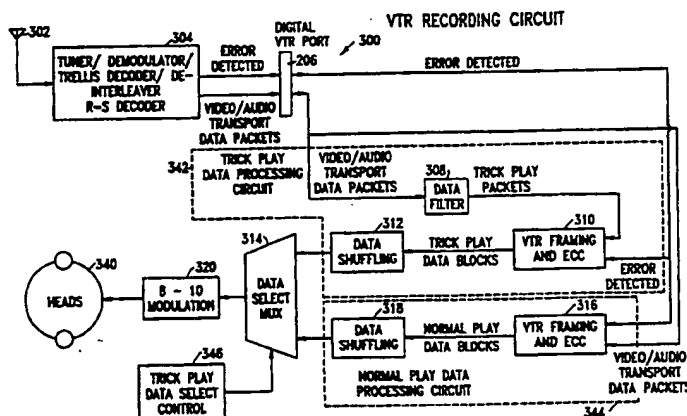 VTR RECORDING CIRCUIT
300
302
304
TUNER/ DEMODULATOR/
TRELLIS DECODER/ DE-
INTERLEAVER
R-S DECODER
ERROR
DETECTED
VIDEO/AUDIO
TRANSPORT
DATA PACKETS
DIGITAL
VTR PORT
206
ERROR DETECTED
342
TRICK PLAY
DATA PROCESSING
CIRCUIT
VIDEO/AUDIO
TRANSPORT
DATA PACKETS
308
DATA
FILTER
TRICK PLAY
PACKETS
310
VTR FRAMING
AND ECC
ERROR
DETECTED
TRICK PLAY
DATA BLOCKS
312
DATA
SHUFFLING
314
DATA
SELECT
MUX
320
8 - 10
MODULATION
340
HEADS
346
TRICK PLAY
DATA SELECT
CONTROL
318
DATA
SHUFFLING
NORMAL PLAY
DATA BLOCKS
316
VTR FRAMING
AND ECC
NORMAL PLAY DATA
PROCESSING CIRCUIT
VIDEO/AUDIO
TRANSPORT
DATA PACKETS
344